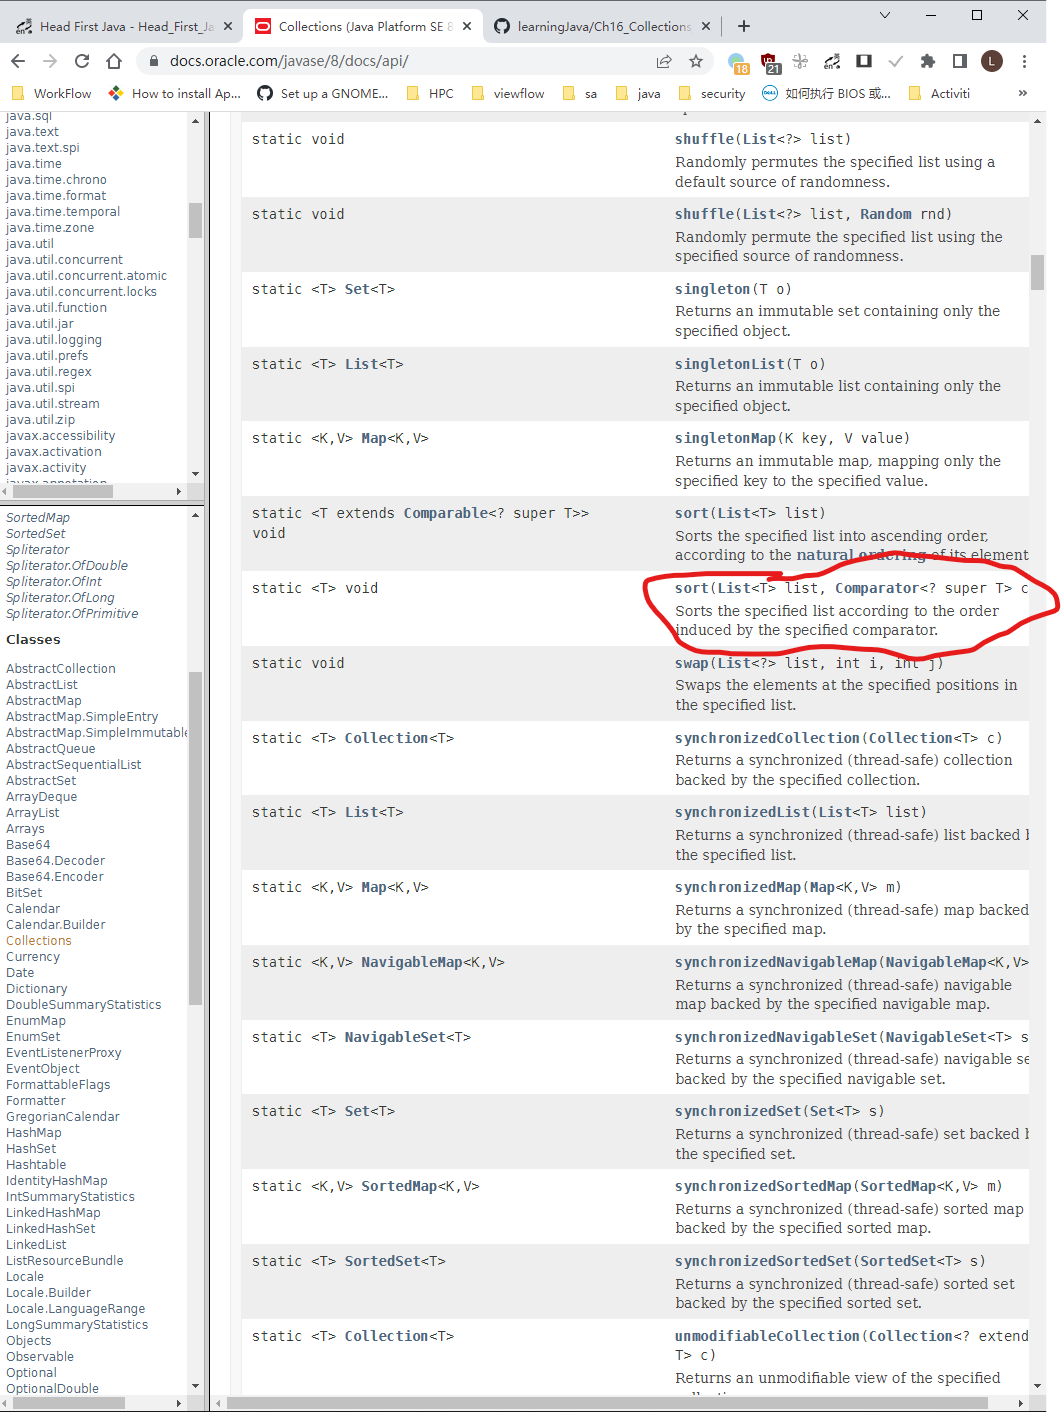 Head First Java - Head_First_Ja
Collections (Java Platform SE 8
learningJava/Ch16_Collections
docs.oracle.com/javase/8/docs/api/
18
21
L
WorkFlow
How to install Ap...
Set up a GNOME...
HPC
viewflow
sa
java
security
如何执行 BIOS 或...
Activiti
»
java.sql
java.text
java.text.spi
java.time
java.time.chrono
java.time.format
java.time.temporal
java.time.zone
java.util
java.util.concurrent
java.util.concurrent.atomic
java.util.concurrent.locks
java.util.function
java.util.jar
java.util.logging
java.util.prefs
java.util.regex
java.util.spi
java.util.stream
java.util.zip
javax.accessibility
javax.activation
javax.activity
javax.annotation
SortedMap
SortedSet
Spliterator
Spliterator.OfDouble
Spliterator.OfInt
Spliterator.OfLong
Spliterator.OfPrimitive
Classes
AbstractCollection
AbstractList
AbstractMap
AbstractMap.SimpleEntry
AbstractMap.SimpleImmutable
AbstractQueue
AbstractSequentialList
AbstractSet
ArrayDeque
ArrayList
Arrays
Base64
Base64.Decoder
Base64.Encoder
BitSet
Calendar
Calendar.Builder
Collections
Currency
Date
Dictionary
DoubleSummaryStatistics
EnumMap
EnumSet
EventListenerProxy
EventObject
FormattableFlags
Formatter
GregorianCalendar
HashMap
HashSet
Hashtable
IdentityHashMap
IntSummaryStatistics
LinkedHashMap
LinkedHashSet
LinkedList
ListResourceBundle
Locale
Locale.Builder
Locale.LanguageRange
LongSummaryStatistics
Objects
Observable
Optional
OptionalDouble
static void
shuffle(List<?> list)
Randomly permutes the specified list using a
default source of randomness.
static void
shuffle(List<?> list, Random rnd)
Randomly permute the specified list using the
specified source of randomness.
static <T> Set<T>
singleton(T o)
Returns an immutable set containing only the
specified object.
static <T> List<T>
singletonList(T o)
Returns an immutable list containing only the
specified object.
static <K,V> Map<K,V>
singletonMap(K key, V value)
Returns an immutable map, mapping only the
specified key to the specified value.
static <T extends Comparable<? super T>>
void
sort(List<T> list)
Sorts the specified list into ascending order,
according to the natural ordering of its element
static <T> void
sort(List<T> list, Comparator<? super T> c
Sorts the specified list according to the order
induced by the specified comparator.
static void
swap(List<?> list, int i, int j)
Swaps the elements at the specified positions in
the specified list.
static <T> Collection<T>
synchronizedCollection(Collection<T> c)
Returns a synchronized (thread-safe) collection
backed by the specified collection.
static <T> List<T>
synchronizedList(List<T> list)
Returns a synchronized (thread-safe) list backed b
the specified list.
static <K,V> Map<K,V>
synchronizedMap(Map<K,V> m)
Returns a synchronized (thread-safe) map backed
by the specified map.
static <K,V> NavigableMap<K,V>
synchronizedNavigableMap(NavigableMap<K,V>
Returns a synchronized (thread-safe) navigable
map backed by the specified navigable map.
static <T> NavigableSet<T>
synchronizedNavigableSet(NavigableSet<T> s
Returns a synchronized (thread-safe) navigable se
backed by the specified navigable set.
static <T> Set<T>
synchronizedSet(Set<T> s)
Returns a synchronized (thread-safe) set backed b
the specified set.
static <K,V> SortedMap<K,V>
synchronizedSortedMap(SortedMap<K,V> m)
Returns a synchronized (thread-safe) sorted map
backed by the specified sorted map.
static <T> SortedSet<T>
synchronizedSortedSet(SortedSet<T> s)
Returns a synchronized (thread-safe) sorted set
backed by the specified sorted set.
static <T> Collection<T>
unmodifiableCollection(Collection<? extend
T> c)
Returns an unmodifiable view of the specified